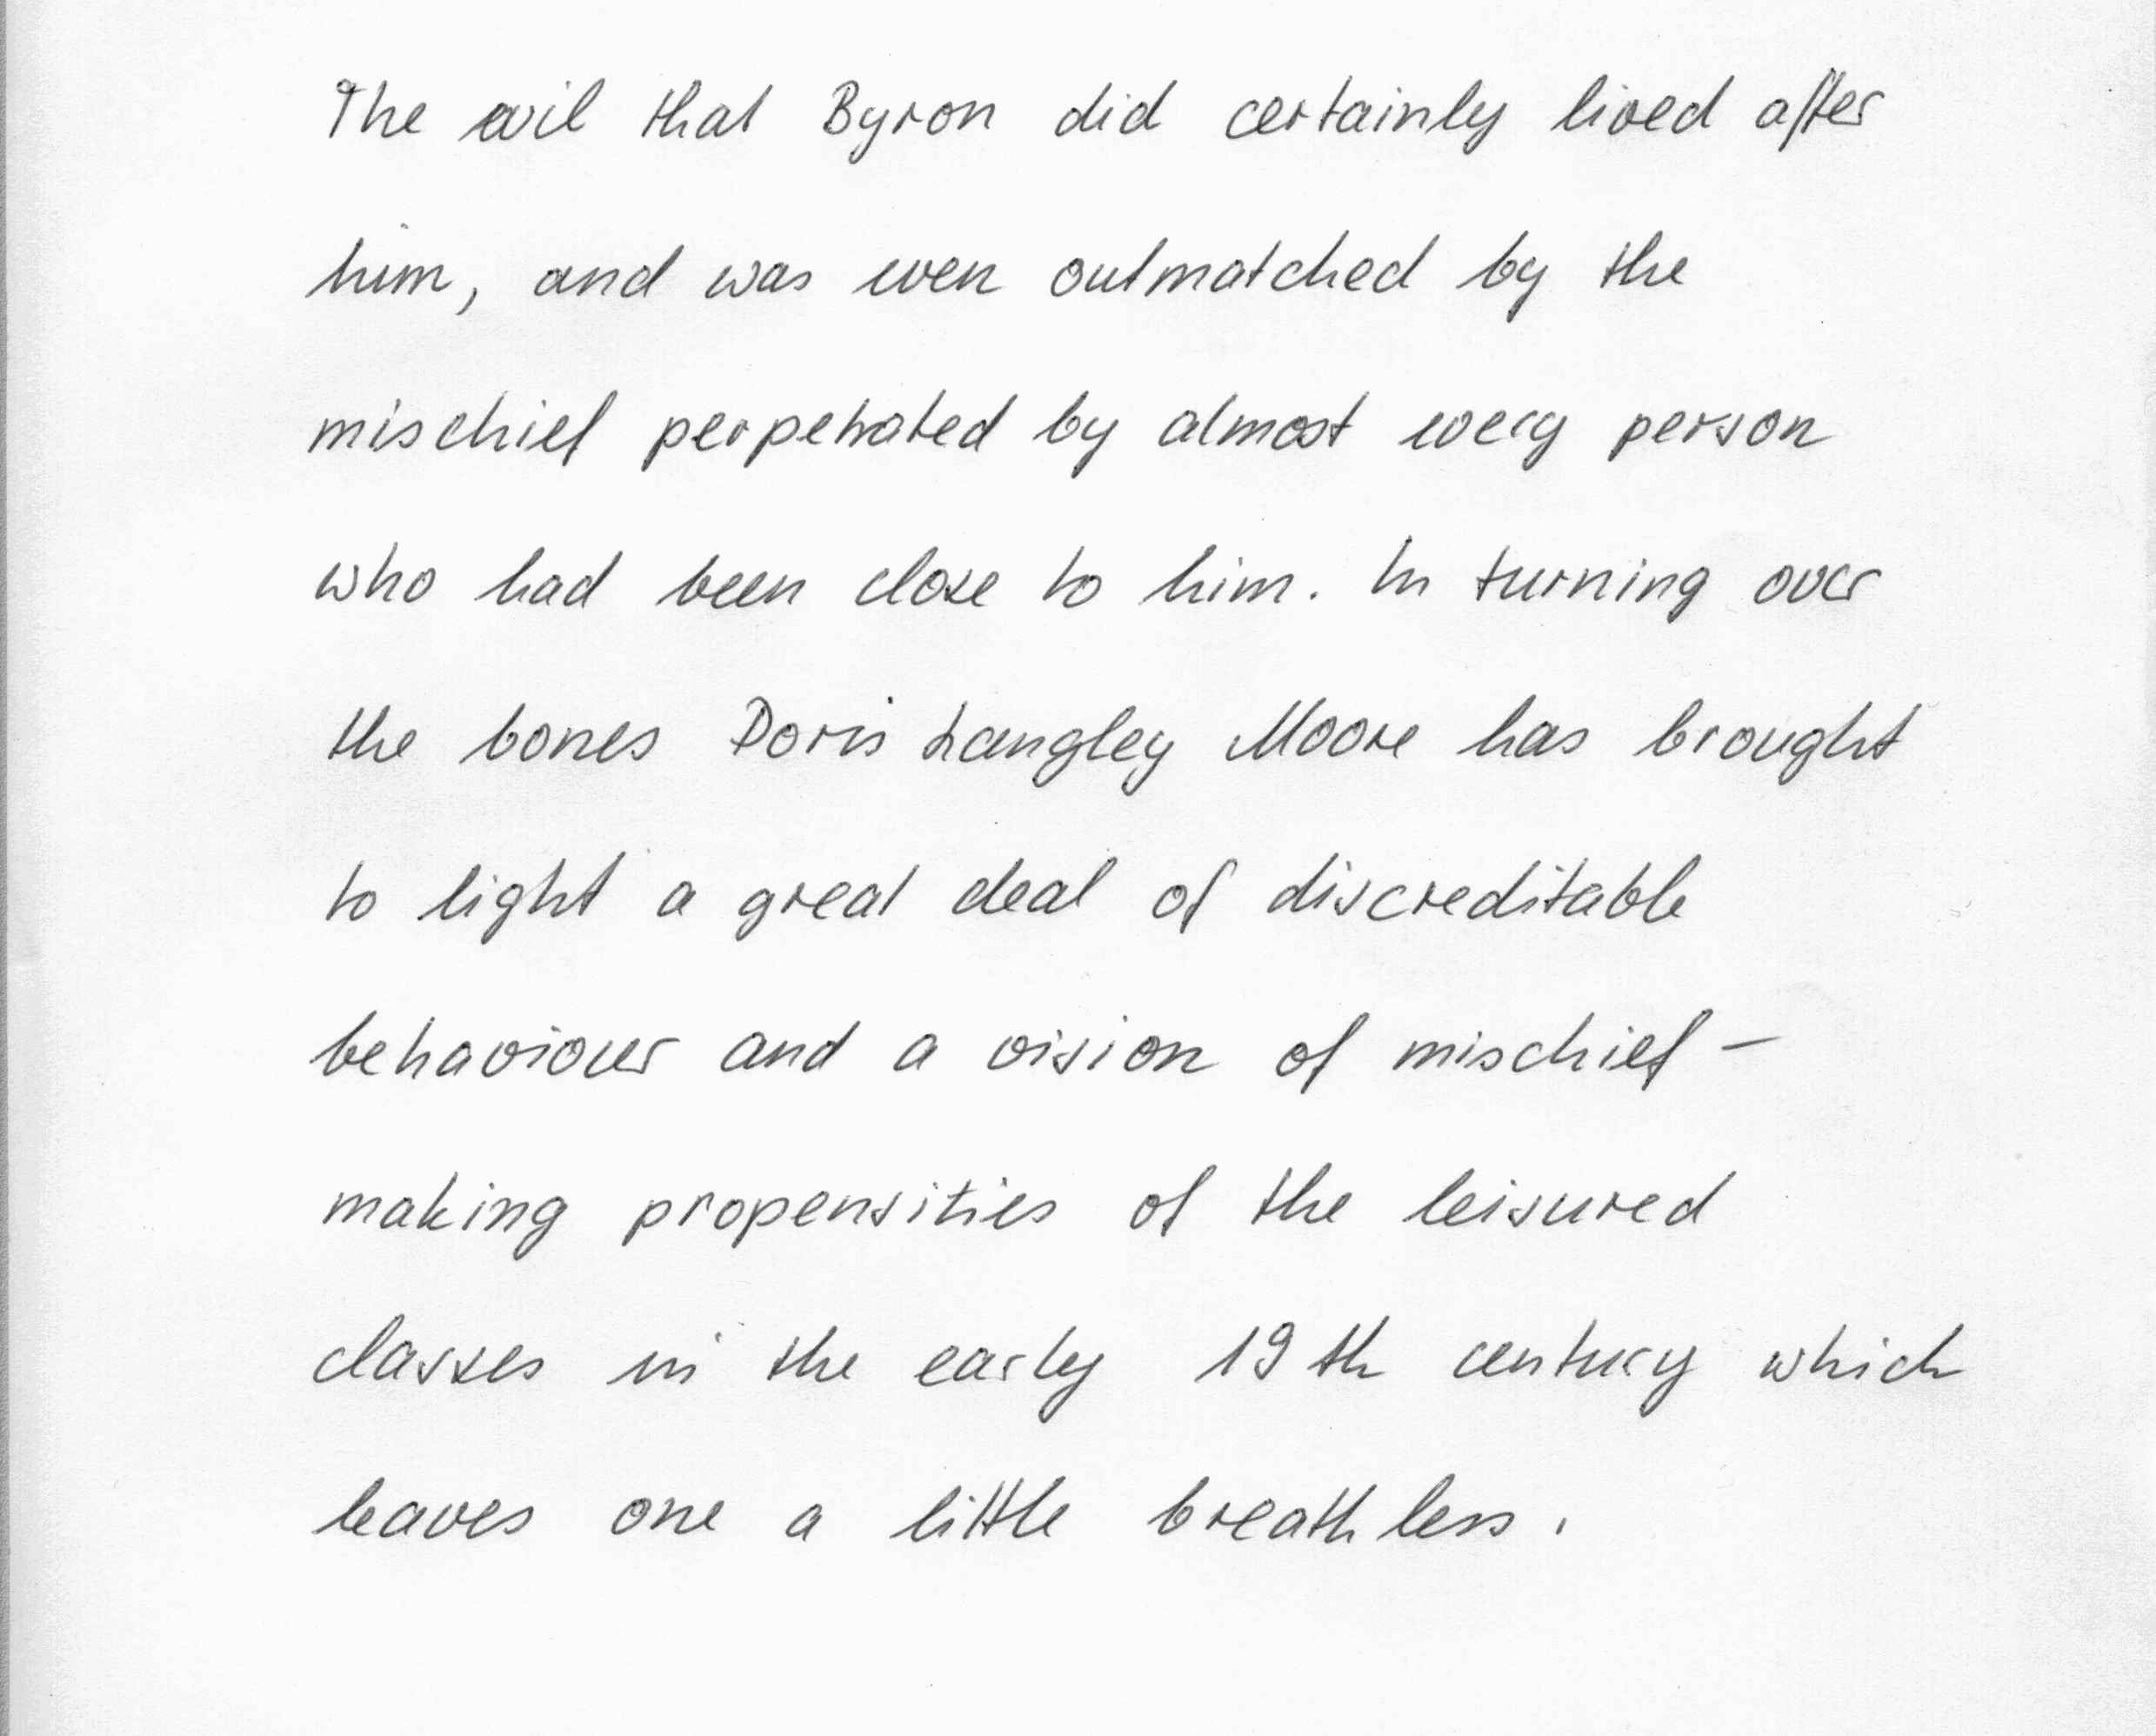 The evil that Byron did certainly lived after
him, and was even outmatched by the
mischief perpetrated by almost every person
who had been close to him. In turning over
the bones Doris Langley Moore has brought
to light a great deal of discreditable
behaviour and a vision of mischief -
making propensities of the leisured
classes in the early 19th century which
leaves one a little breathless.